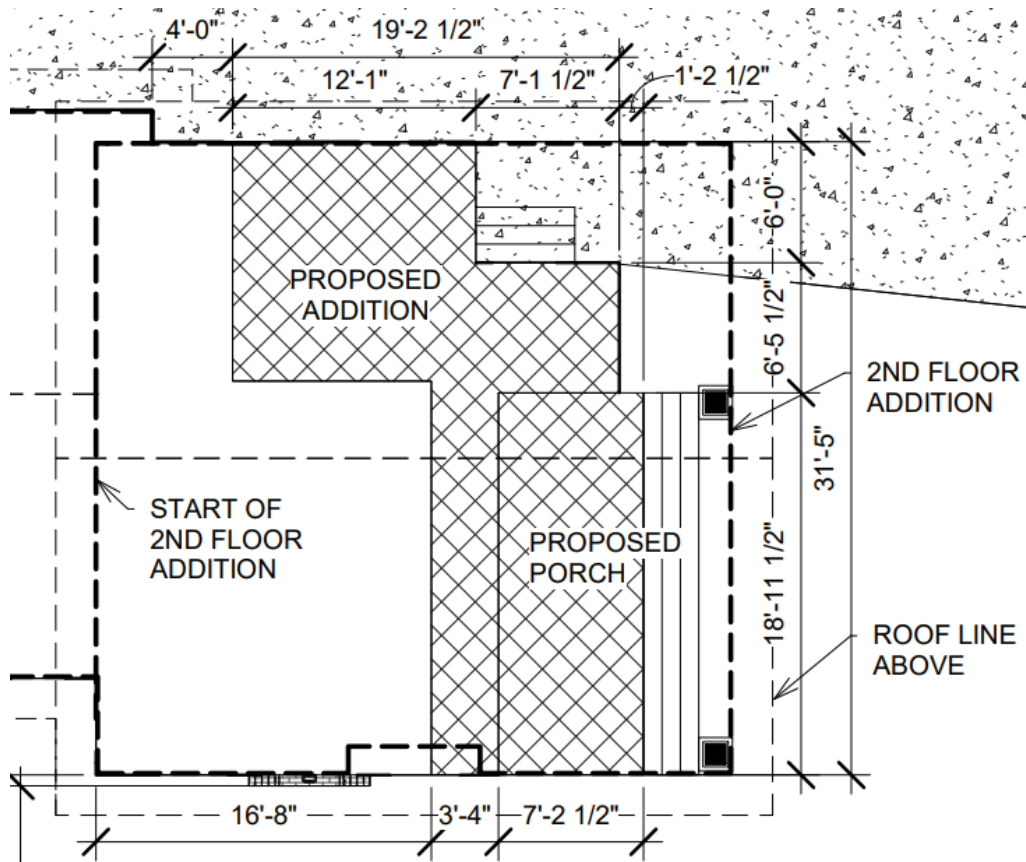 4'-0"
19'-2 1/2"
12'-1"
7'-1 1/2"
1'-2 1/2"
6'-0"
PROPOSED
ADDITION
6'-5 1/2"
2ND FLOOR
ADDITION
31'-5"
START OF
2ND FLOOR
ADDITION
PROPOSED
PORCH
18'-11 1/2"
ROOF LINE
ABOVE
16'-8"
3'-4"
7'-2 1/2"